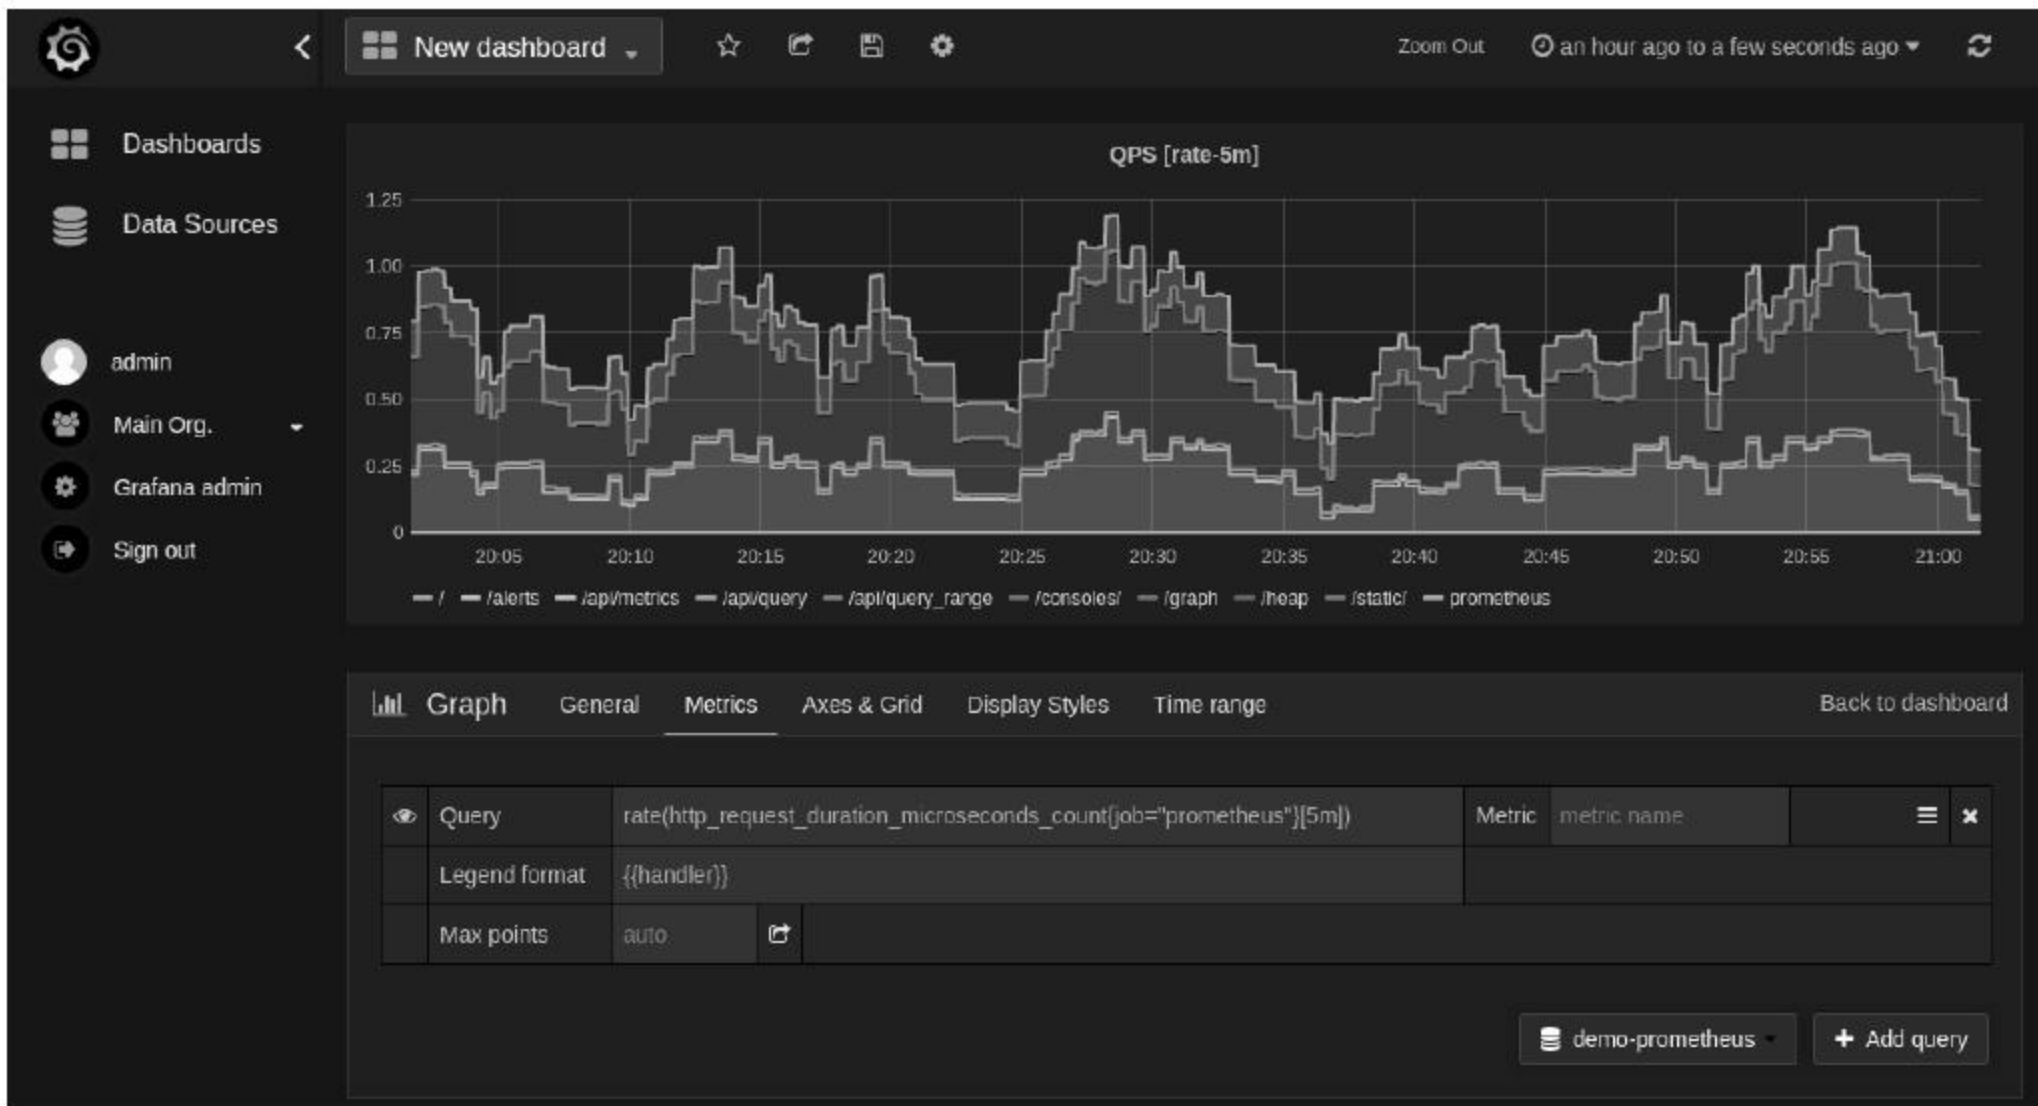 New dashboard
Zoom Out
an hour ago to a few seconds ago
Dashboards
Data Sources
admin
Main Org.
Grafana admin
Sign out
QPS [rate-5m]
1.25
1.00
0.75
0.50
0.25
0
20:05 20:10 20:15 20:20 20:25 20:30 20:35 20:40 20:45 20:50 20:55 21:00
/ /alerts /api/metrics /api/query /api/query_range /consoles/ /graph /heap /static/ prometheus
Graph General Metrics Axes & Grid Display Styles Time range Back to dashboard
Query rate(http_request_duration_microseconds_count{job="prometheus"}[5m]) Metric metric name
Legend format {{handler}}
Max points auto
demo-prometheus + Add query